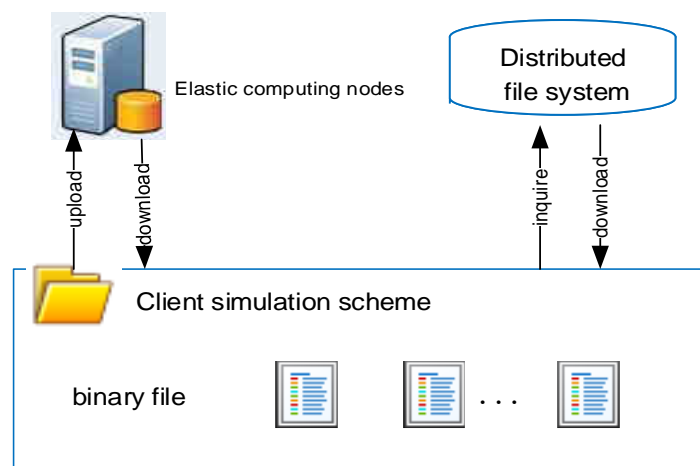 Elastic computing nodes
Distributed
file system
upload
download
inquire
download
Client simulation scheme
binary file
. . .